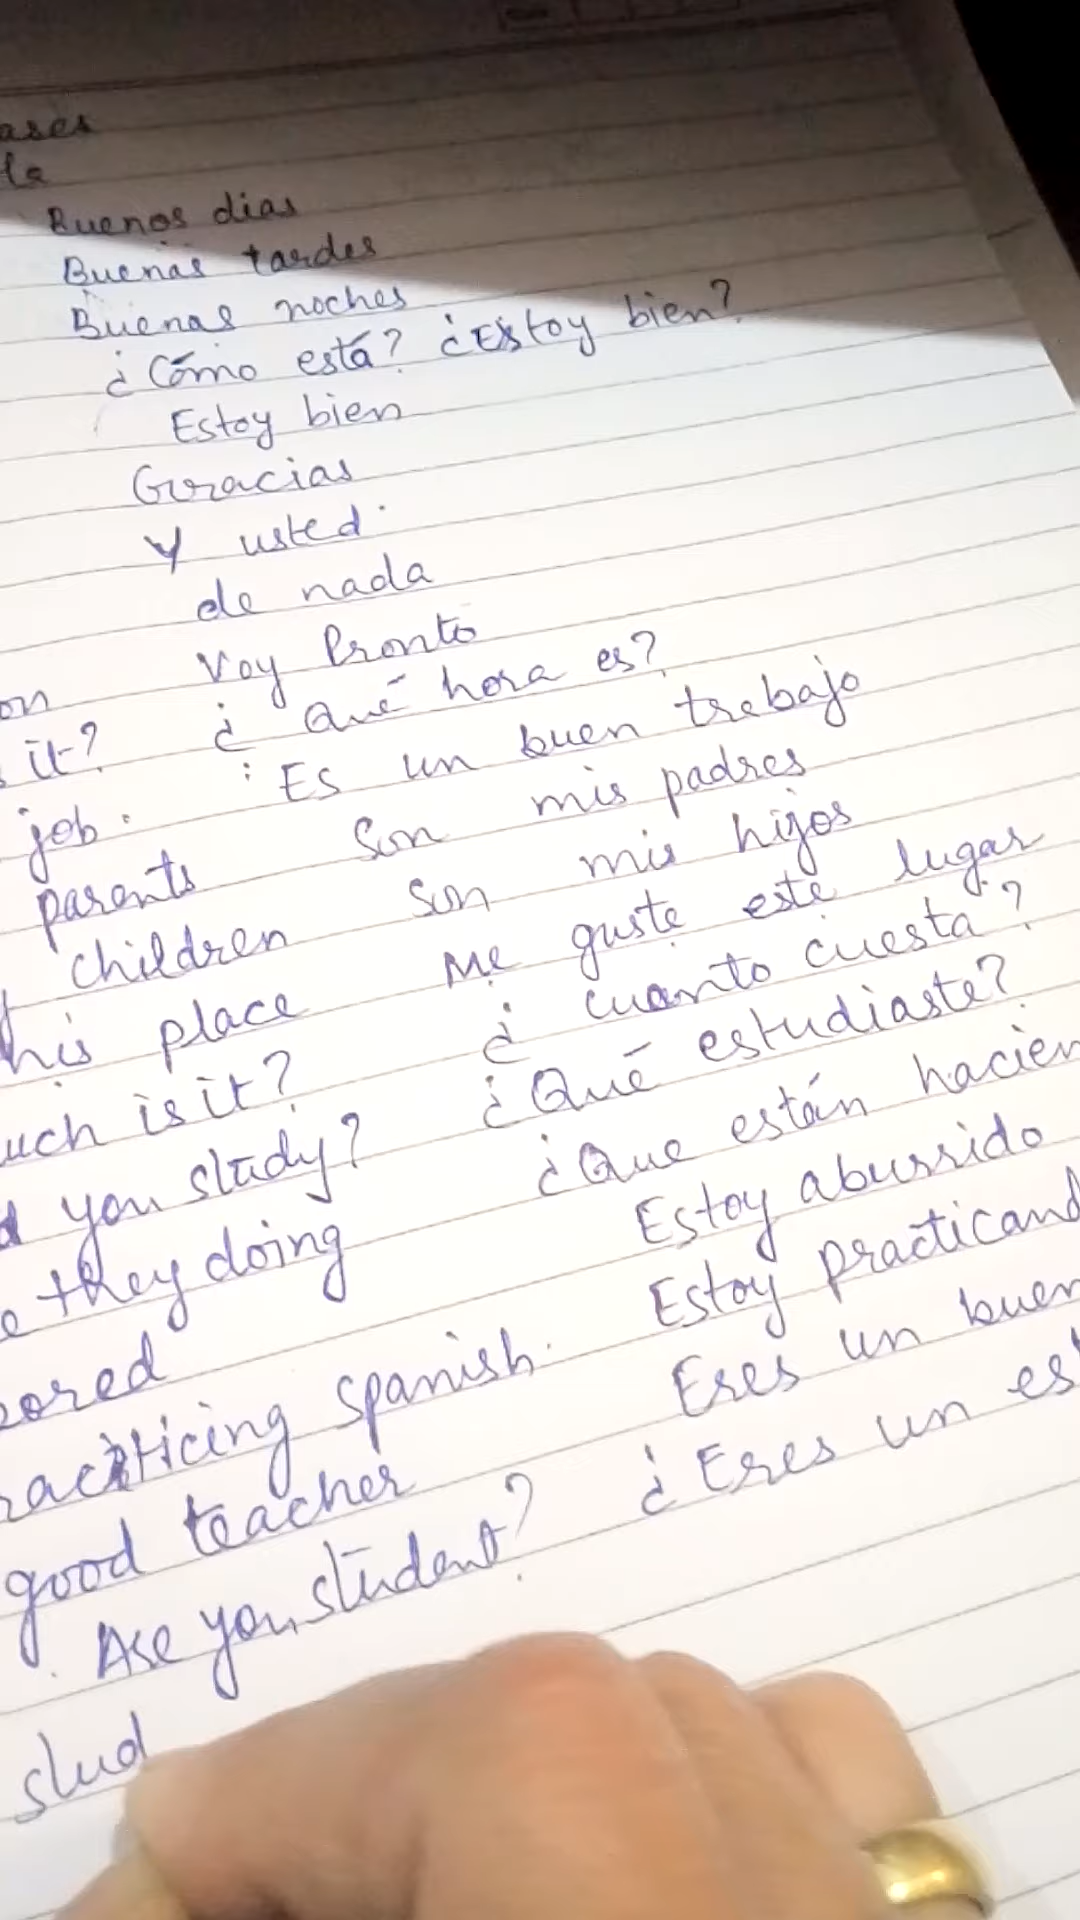 ases
Buenos dias
Buenas tardes
Buenas noches
¿Cómo está? ¿Estoy bien?
Estoy bien
Gracias
y usted.
de nada
on Voy Pronto
it? ¿Qué hora es?
job. Es un buen trebajo
parents Son mis padres
children Son mis hijos
his place Me guste este lugar
uch is it? ¿cuanto cuesta?
d you study? ¿Qué estudiaste?
e they doing ¿Que están hacien
ored Estoy aburrido
racticing spanish. Estoy practicand
good teacher Eres un buen
Are you student? ¿Eres un es
stud